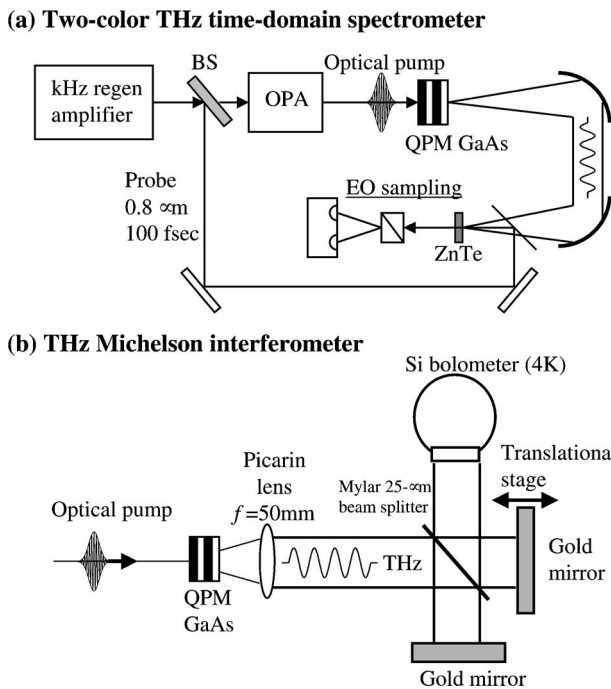 (a) Two-color THz time-domain spectrometer
BS
Optical pump
kHz regen
amplifier
OPA
QPM GaAs
Probe
0.8 ∝m
100 fsec
EO sampling
ZnTe
(b) THz Michelson interferometer
Si bolometer (4K)
Translational
stage
Picarin
lens
f =50mm
Mylar 25-∝m
beam splitter
Optical pump
THz
Gold
mirror
QPM
GaAs
Gold mirror